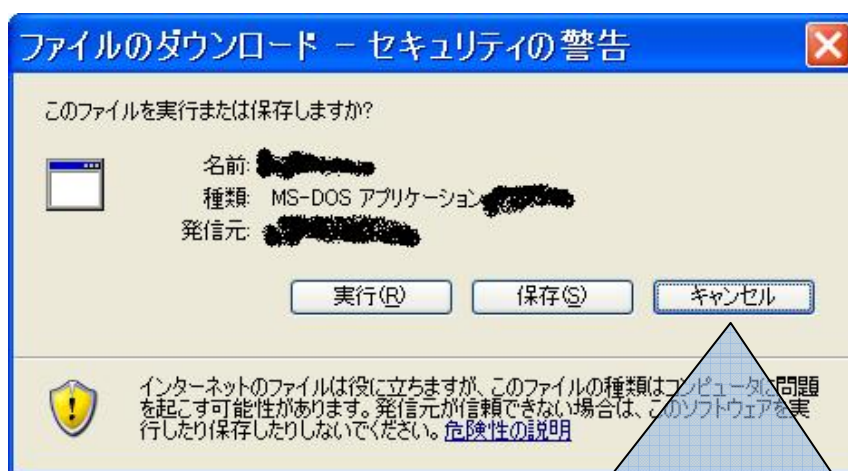 ファイルのダウンロード - セキュリティの警告
このファイルを実行または保存しますか?
名前:
種類: MS-DOS アプリケーション
発信元:
実行(R) 保存(S) キャンセル
インターネットのファイルは役に立ちますが、このファイルの種類はコンピュータに問題
を起こす可能性があります。発信元が信頼できない場合は、このソフトウェアを実
行したり保存したりしないでください。危険性の説明